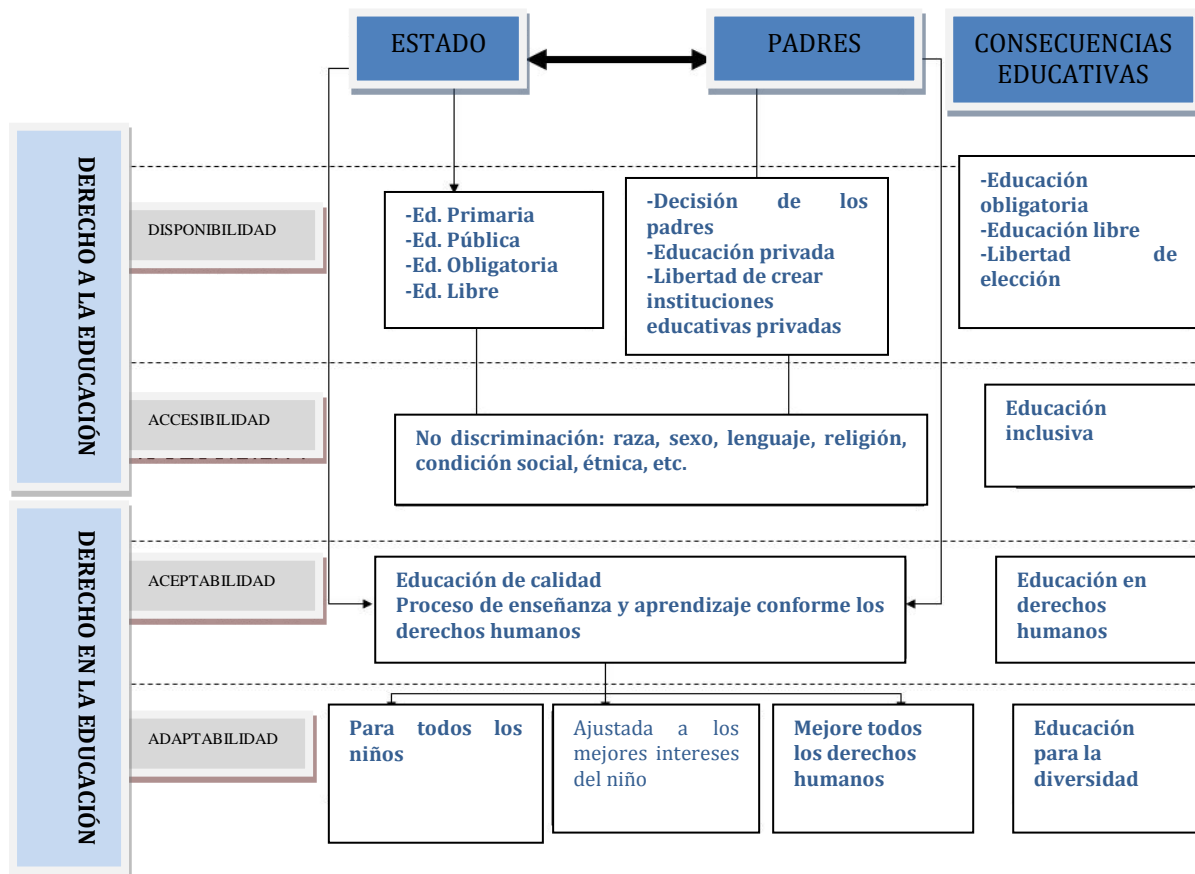 ESTADO
PADRES
CONSECUENCIAS
EDUCATIVAS
DERECHO A LA EDUCACIÓN
DISPONIBILIDAD
-Ed. Primaria
-Ed. Pública
-Ed. Obligatoria
-Ed. Libre
-Decisión de los
padres
-Educación privada
-Libertad de crear
instituciones
educativas privadas
-Educación
obligatoria
-Educación libre
-Libertad de
elección
ACCESIBILIDAD
No discriminación: raza, sexo, lenguaje, religión,
condición social, étnica, etc.
Educación
inclusiva
DERECHO EN LA EDUCACIÓN
ACEPTABILIDAD
Educación de calidad
Proceso de enseñanza y aprendizaje conforme los
derechos humanos
Educación en
derechos
humanos
ADAPTABILIDAD
Para todos los
niños
Ajustada a los
mejores intereses
del niño
Mejore todos
los derechos
humanos
Educación
para la
diversidad